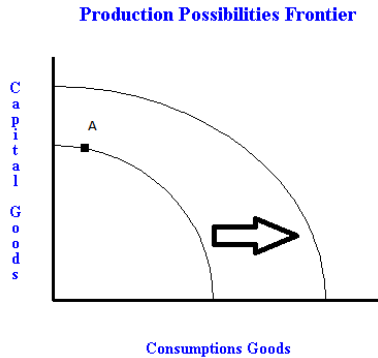 Production Possibilities Frontier
Capital Goods
A
Consumptions Goods